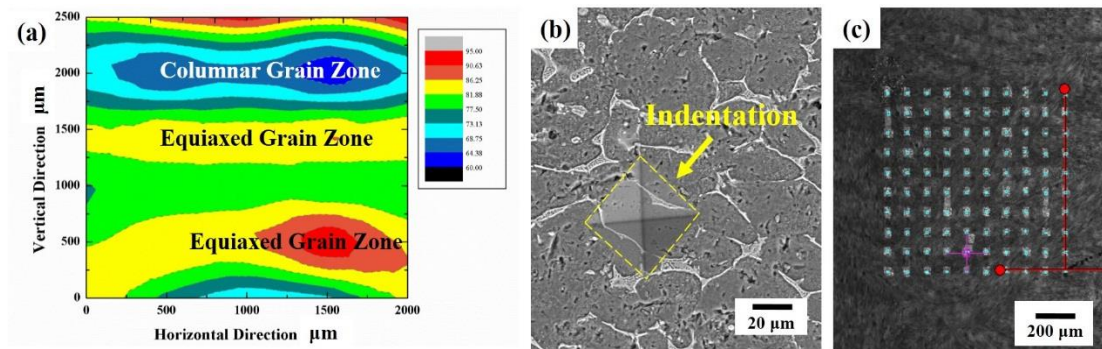 (a)
2500
2000
1500
1000
500
0
Vertical Direction μm
Columnar Grain Zone
Equiaxed Grain Zone
Equiaxed Grain Zone
0
500
1000
1500
2000
Horizontal Direction μm
95.00
90.63
86.25
81.88
77.50
73.13
68.75
64.38
60.00
(b)
Indentation
20 μm
(c)
200 μm